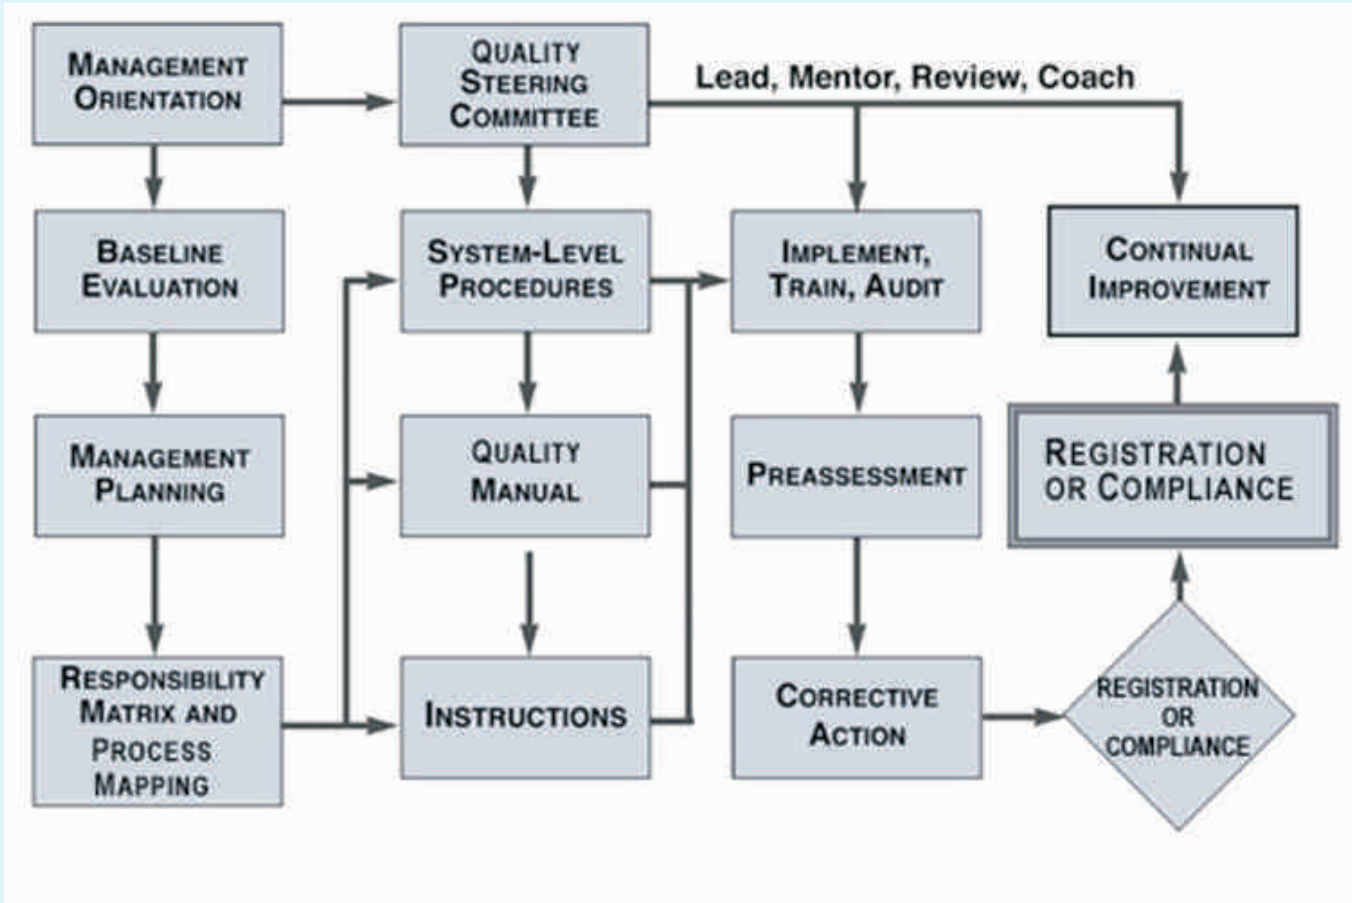 MANAGEMENT
ORIENTATION
QUALITY
STEERING
COMMITTEE
Lead, Mentor, Review, Coach
BASELINE
EVALUATION
SYSTEM-LEVEL
PROCEDURES
IMPLEMENT,
TRAIN, AUDIT
CONTINUAL
IMPROVEMENT
MANAGEMENT
PLANNING
QUALITY
MANUAL
PREASSESSMENT
REGISTRATION
OR COMPLIANCE
RESPONSIBILITY
MATRIX AND
PROCESS
MAPPING
INSTRUCTIONS
CORRECTIVE
ACTION
REGISTRATION
OR
COMPLIANCE